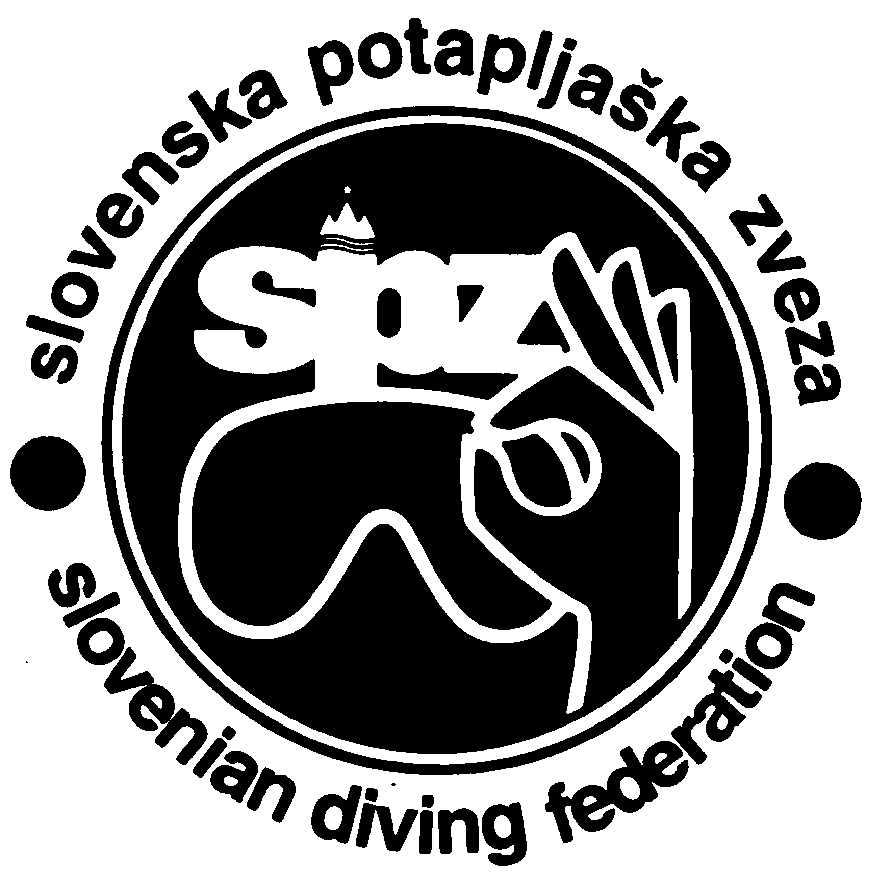 slovenska potapljaška zveza
spz
slovenian diving federation